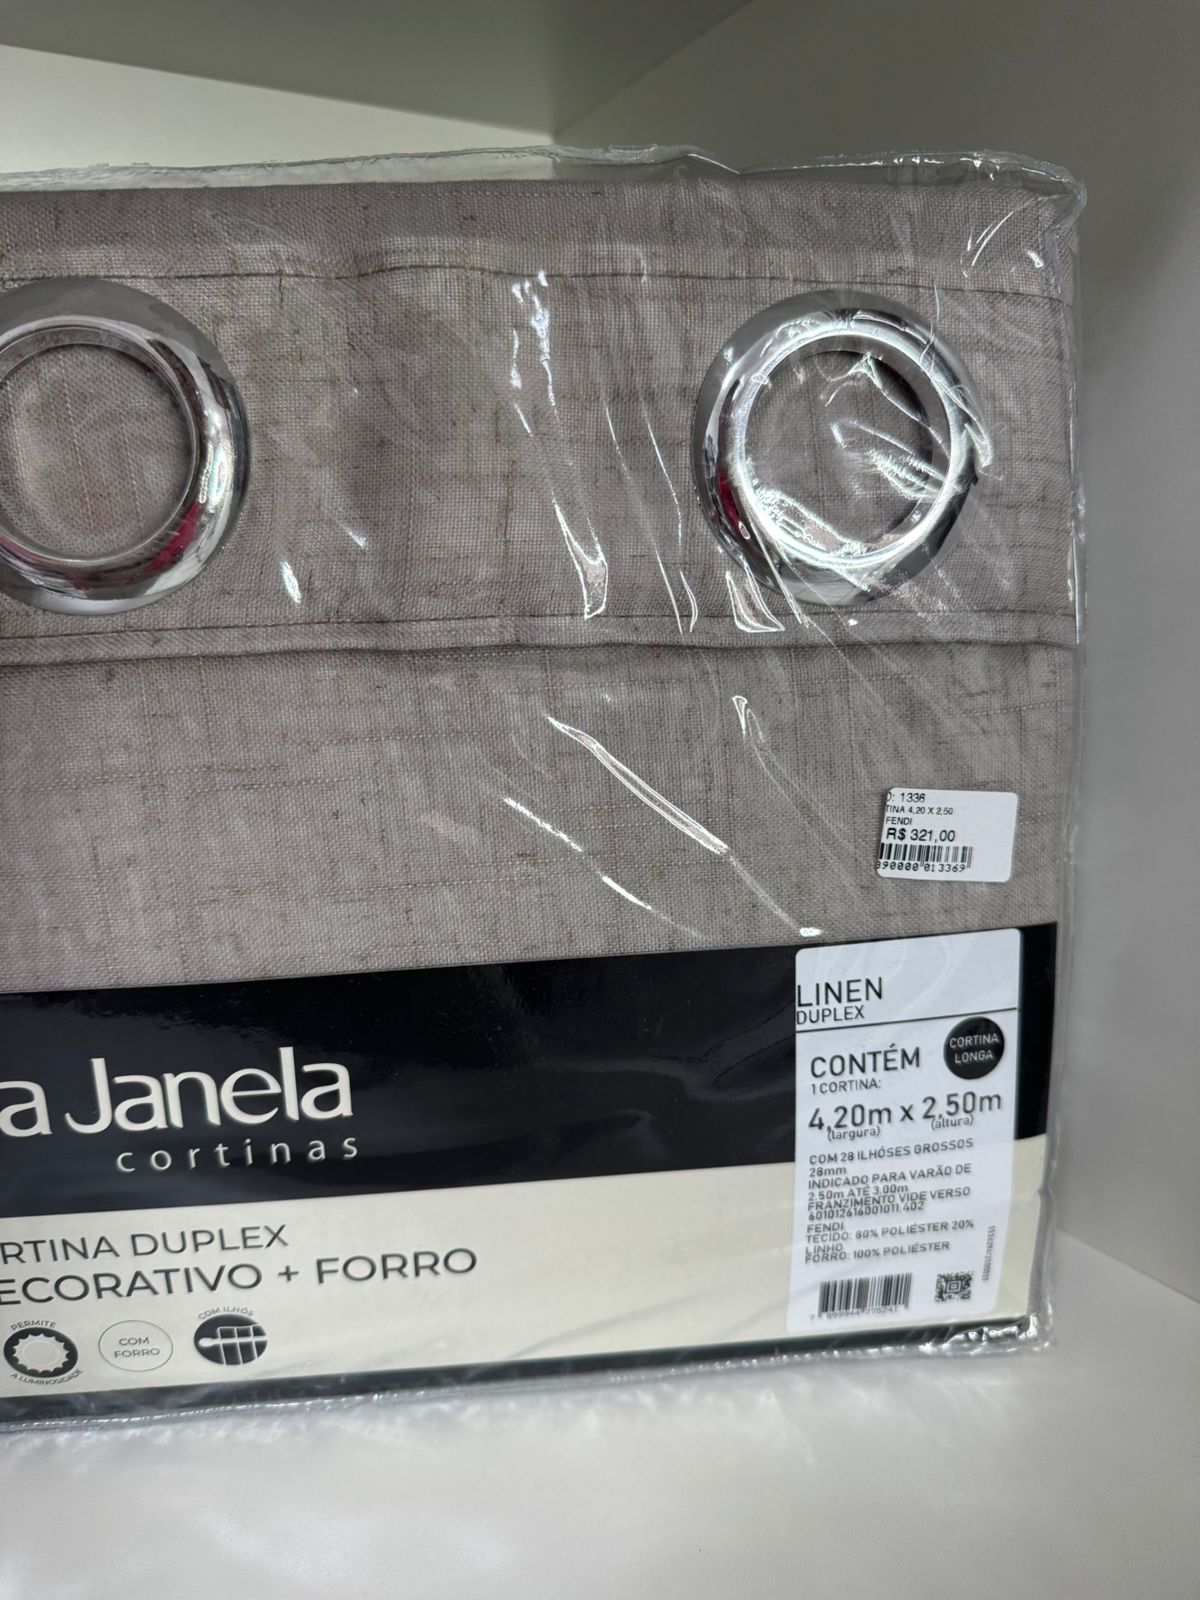 D: 1336
TINA 4,20 X 2,50
FENDI
R$ 321,00
890000 013369
LINEN
DUPLEX
CORTINA
LONGA
CONTÉM
1 CORTINA:
4,20m x 2,50m
(largura) (altura)
COM 28 ILHÓSES GROSSOS
28mm
INDICADO PARA VARÃO DE
2.50m ATÉ 3,00m
FRANZIMENTO VIDE VERSO
601012616001011.402
FENDI
TECIDO: 80% POLIÉSTER 20%
LINHO
FORRO: 100% POLIÉSTER
a Janela
cortinas
RTINA DUPLEX
ECORATIVO + FORRO
PERMITE
A LUMINOSIDADE
COM
FORRO
COM ILHÓS